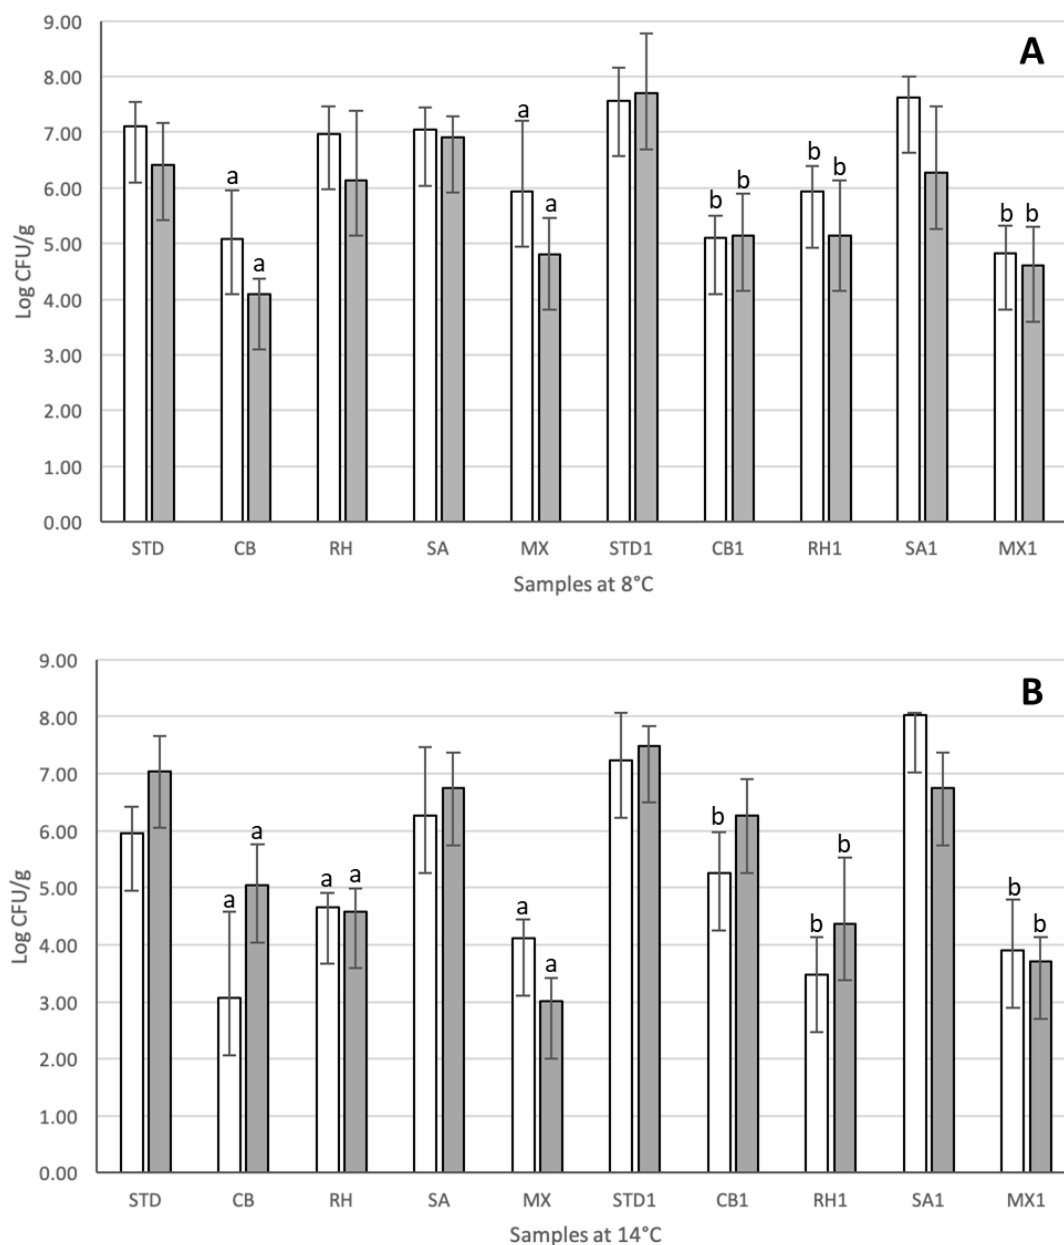 9.00
A
8.00
a
7.00
b b
a a
6.00
b b
b b
5.00
a
4.00
3.00
2.00
1.00
0.00
Log CFU/g
STD CB RH SA MX STD1 CB1 RH1 SA1 MX1
Samples at 8°C
9.00
B
8.00
7.00
b
6.00
a b
5.00
a a a a b b
4.00
a b
3.00
2.00
1.00
0.00
Log CFU/g
STD CB RH SA MX STD1 CB1 RH1 SA1 MX1
Samples at 14°C